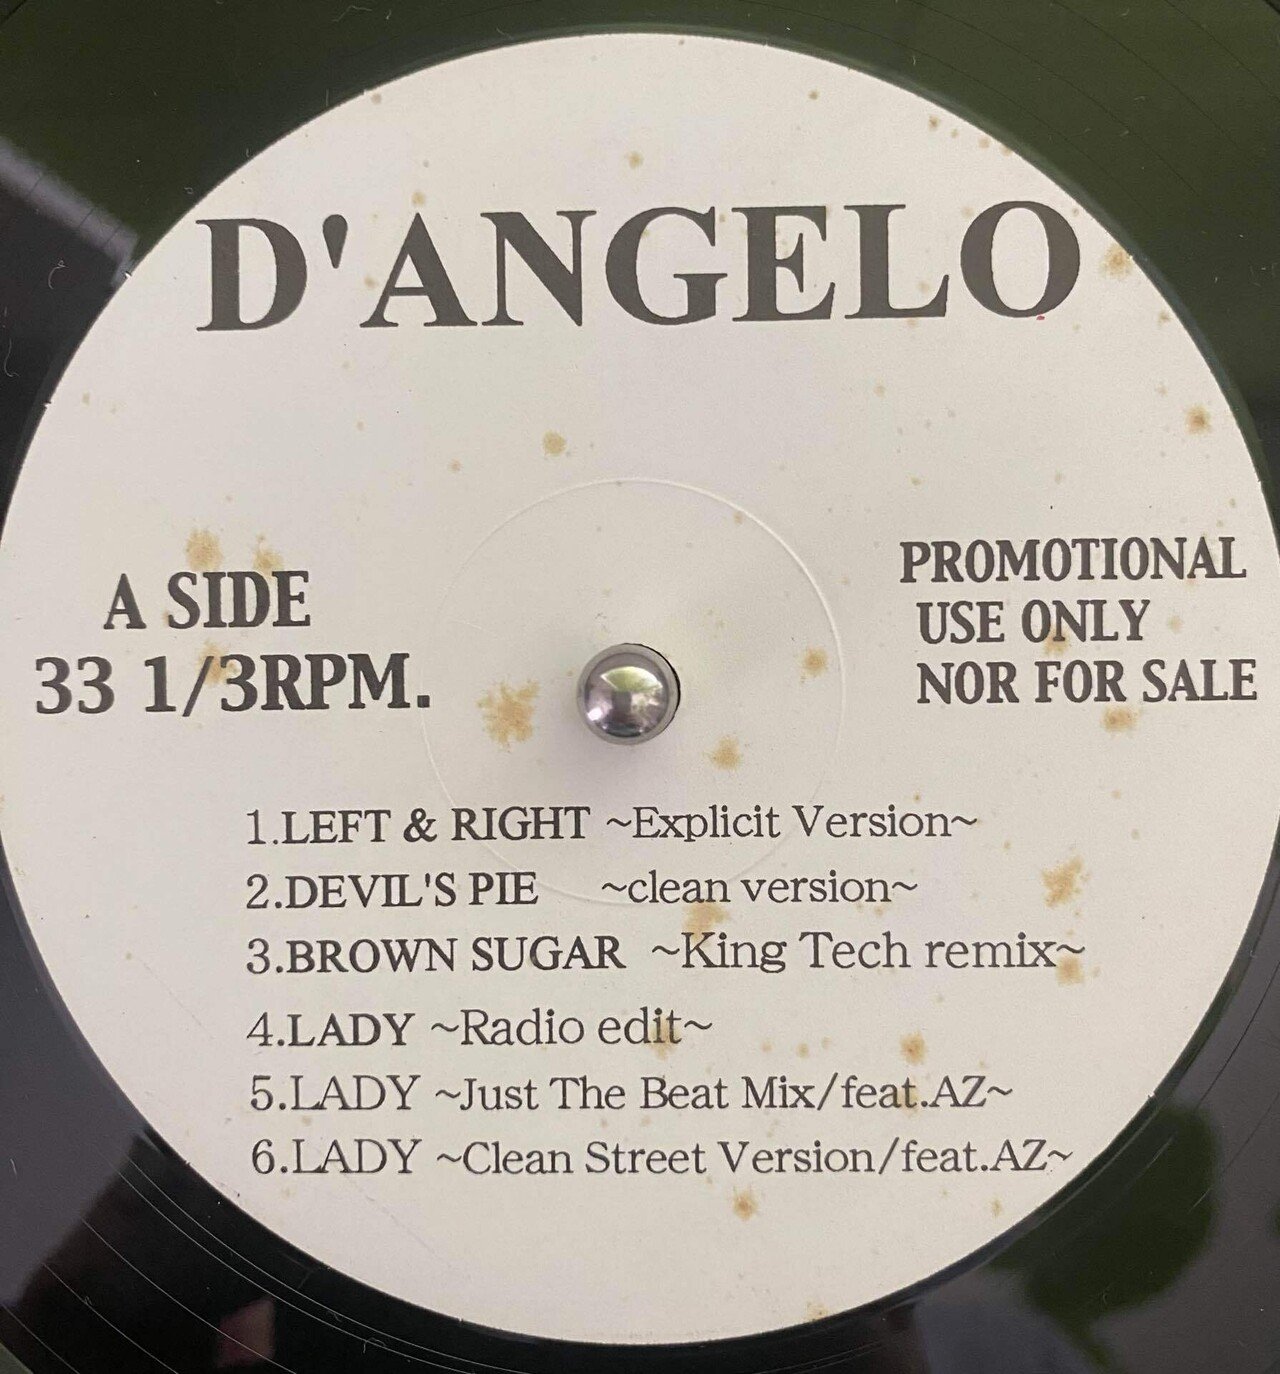 D'ANGELO
A SIDE
33 1/3RPM.
PROMOTIONAL
USE ONLY
NOR FOR SALE
1.LEFT & RIGHT ~Explicit Version~
2.DEVIL'S PIE ~clean version~
3.BROWN SUGAR ~King Tech remix~
4.LADY ~Radio edit~
5.LADY ~Just The Beat Mix/feat.AZ~
6.LADY ~Clean Street Version/feat.AZ~